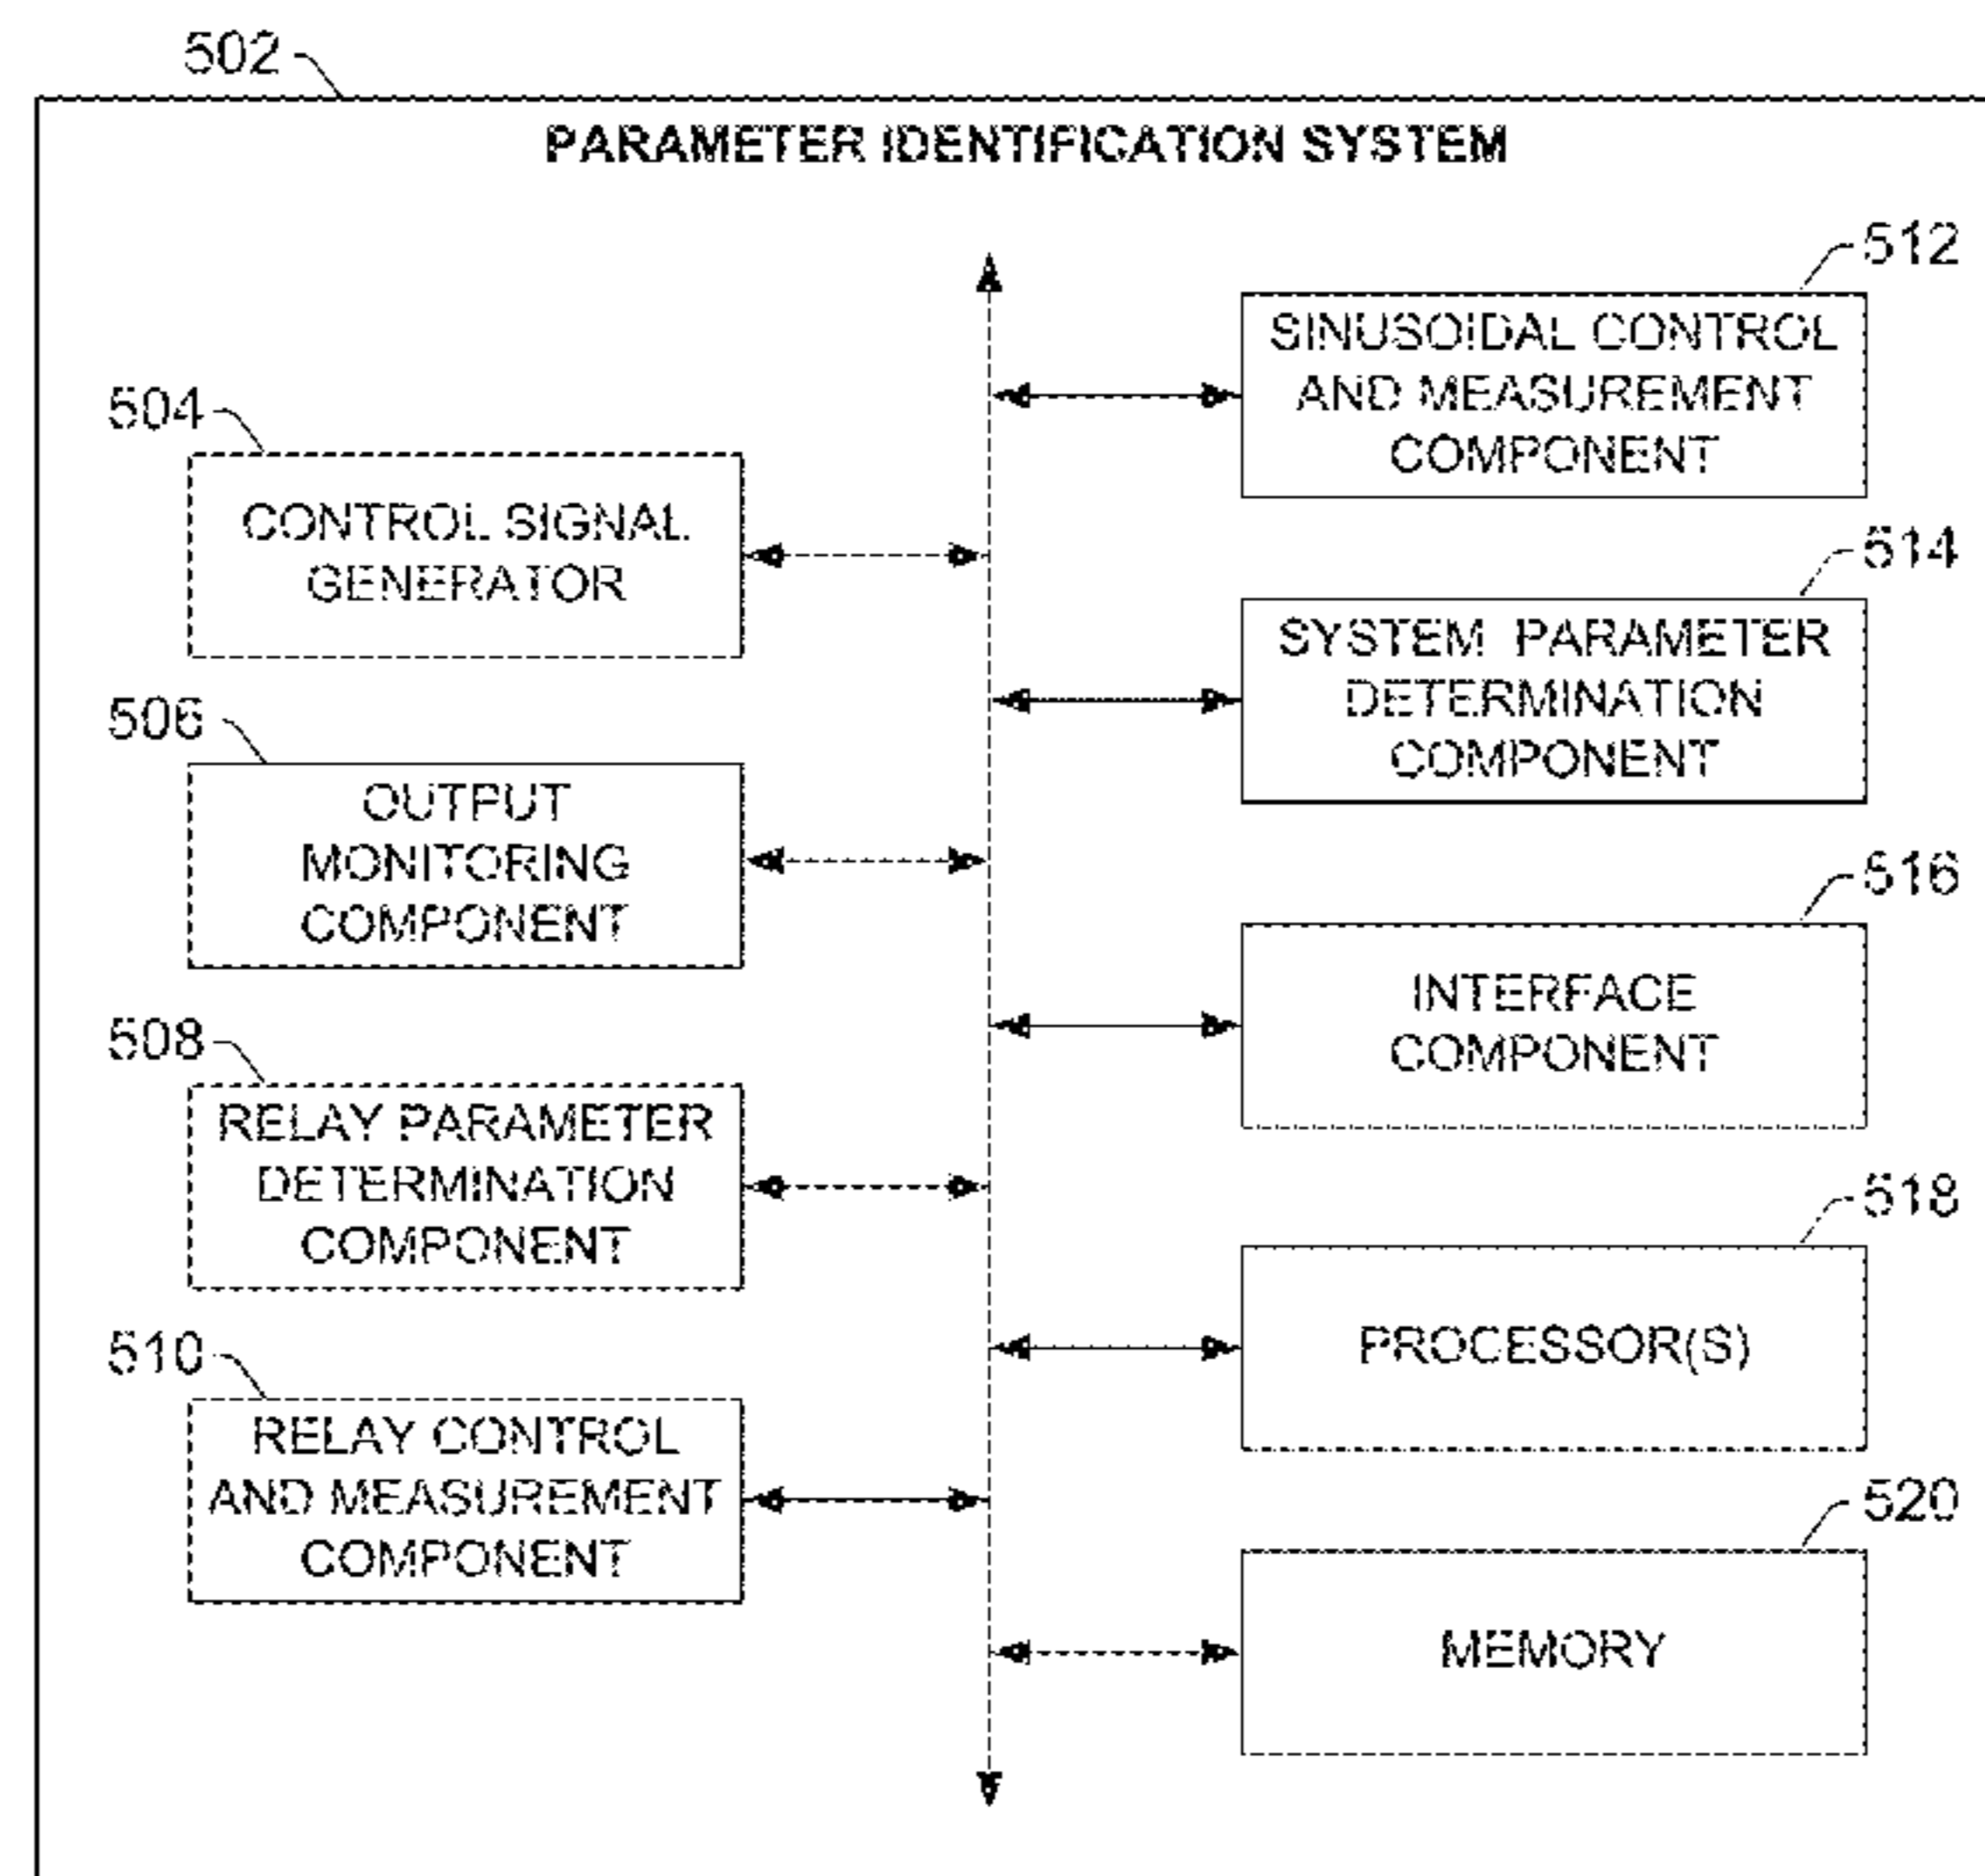 502
PARAMETER IDENTIFICATION SYSTEM
504
CONTROL SIGNAL
GENERATOR
506
OUTPUT
MONITORING
COMPONENT
508
RELAY PARAMETER
DETERMINATION
COMPONENT
510
RELAY CONTROL
AND MEASUREMENT
COMPONENT
512
SINUSOIDAL CONTROL
AND MEASUREMENT
COMPONENT
514
SYSTEM PARAMETER
DETERMINATION
COMPONENT
516
INTERFACE
COMPONENT
518
PROCESSOR(S)
520
MEMORY